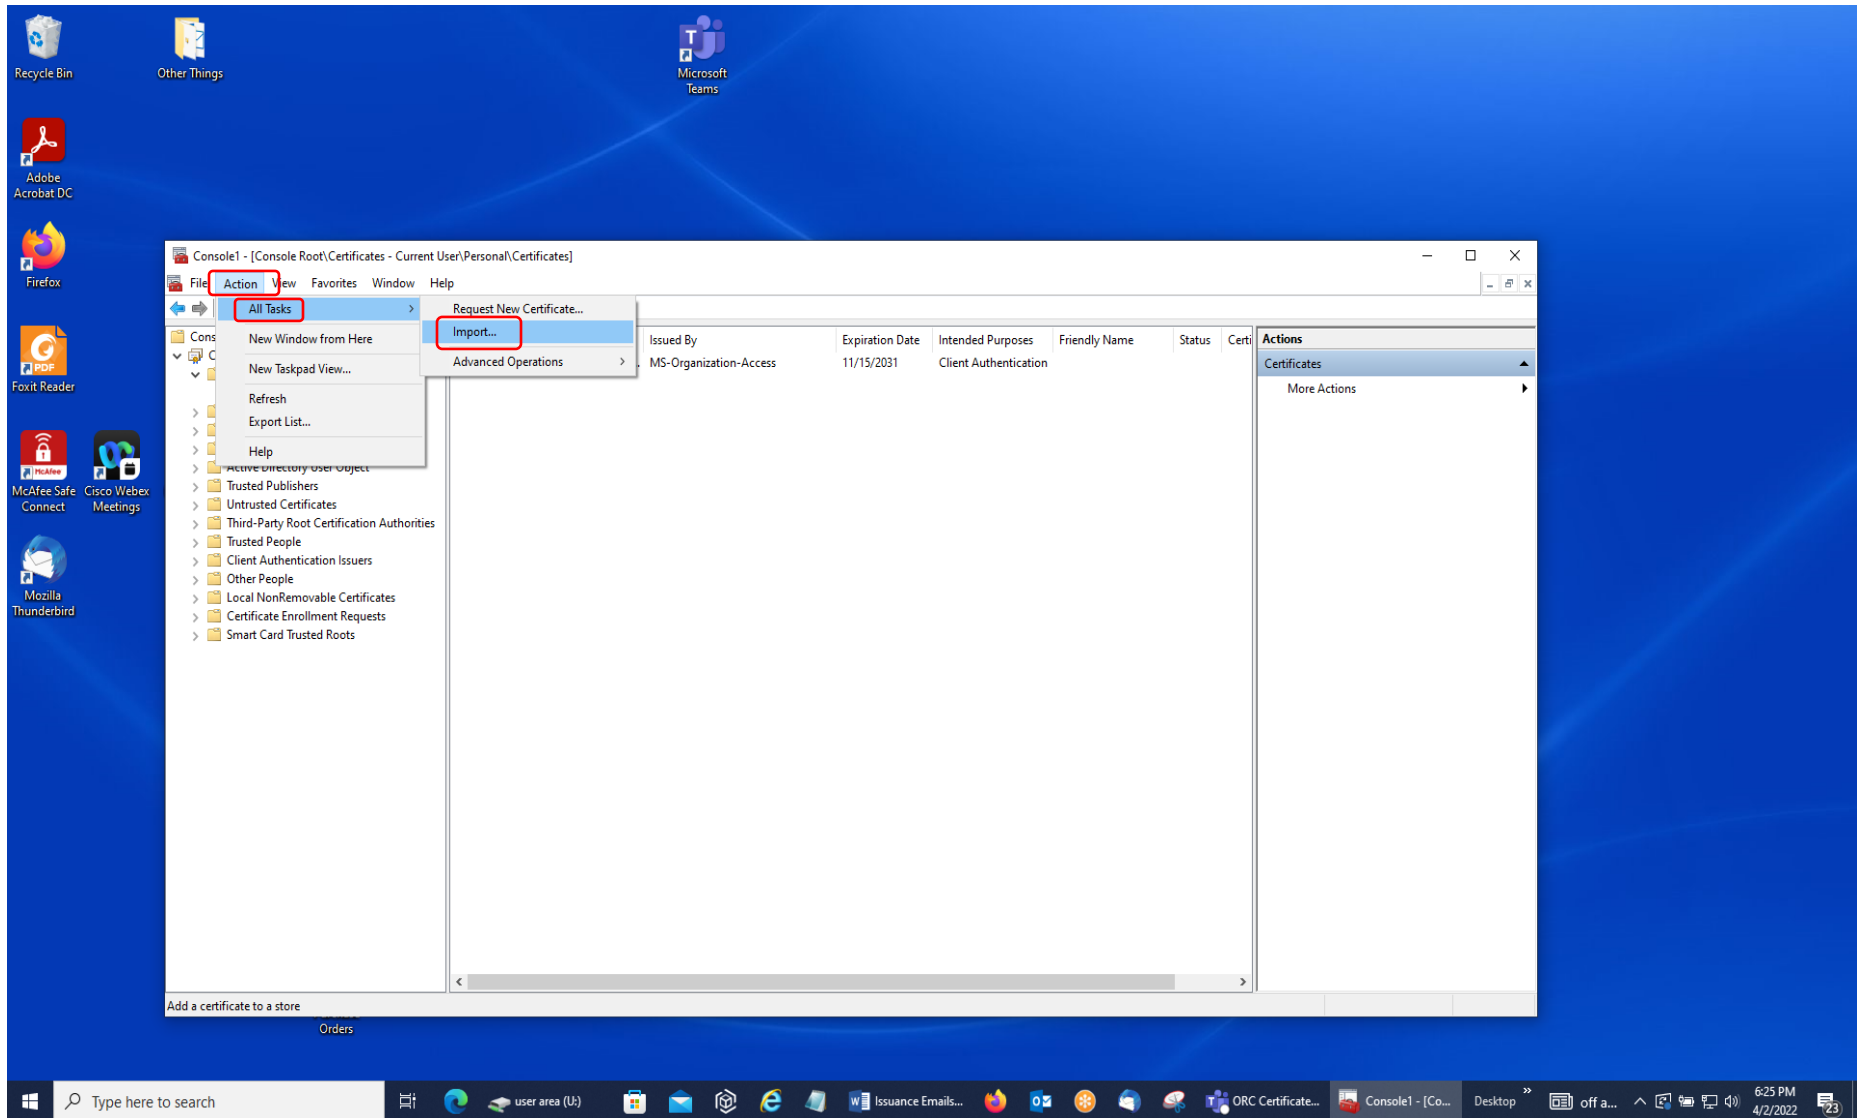 Recycle Bin
Other Things
Microsoft
Teams
Adobe
Acrobat DC
Firefox
PDF
Foxit Reader
McAfee
McAfee Safe
Connect
Cisco Webex
Meetings
Mozilla
Thunderbird
Console1 - [Console Root\Certificates - Current User\Personal\Certificates]
File Action View Favorites Window Help
All Tasks
New Window from Here
New Taskpad View...
Refresh
Export List...
Help
Request New Certificate...
Import...
Advanced Operations
Cons
C
Active Directory User Object
Trusted Publishers
Untrusted Certificates
Third-Party Root Certification Authorities
Trusted People
Client Authentication Issuers
Other People
Local NonRemovable Certificates
Certificate Enrollment Requests
Smart Card Trusted Roots
Issued By Expiration Date Intended Purposes Friendly Name Status Certi
MS-Organization-Access 11/15/2031 Client Authentication
Actions
Certificates
More Actions
Add a certificate to a store
Orders
Type here to search
user area (U:)
Issuance Emails...
ORC Certificate...
Console1 - [Co...
Desktop
off a...
6:25 PM
4/2/2022
23